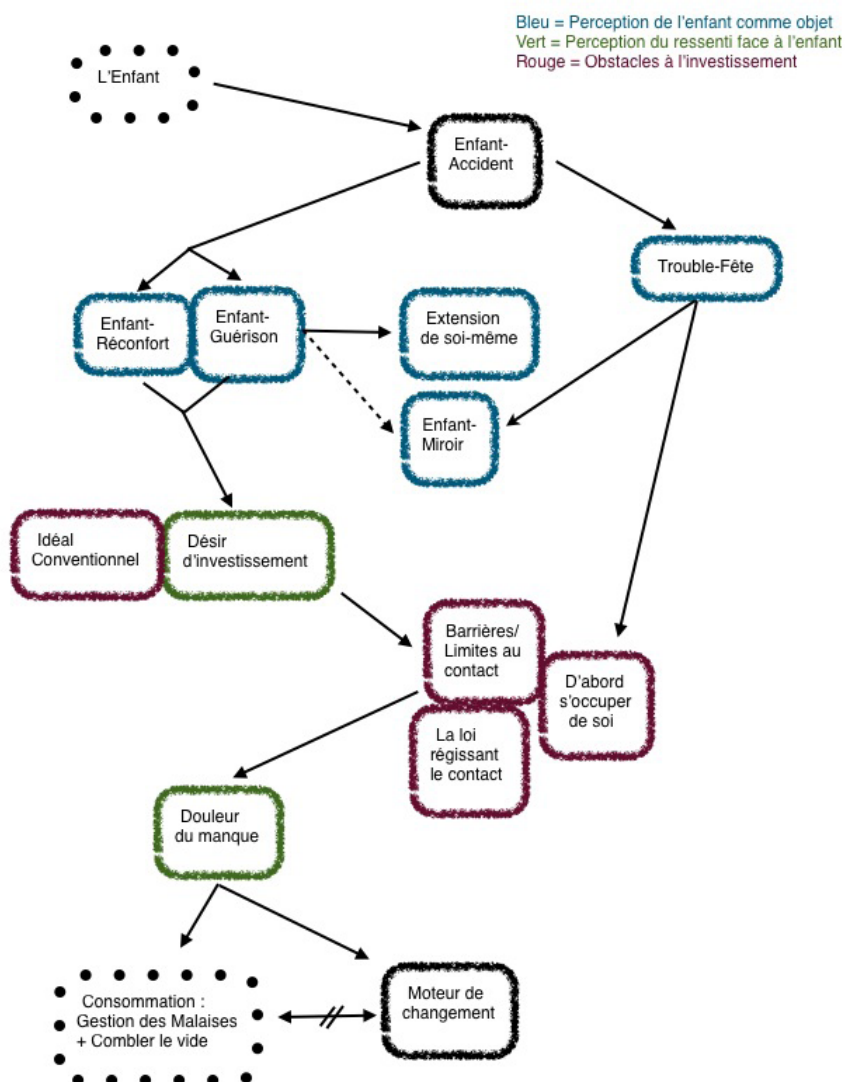 Bleu = Perception de l'enfant comme objet
Vert = Perception du ressenti face à l'enfant
Rouge = Obstacles à l'investissement
L'Enfant
Enfant-
Accident
Trouble-Fête
Enfant-
Réconfort
Enfant-
Guérison
Extension
de soi-même
Enfant-
Miroir
Idéal
Conventionnel
Désir
d'investissement
Barrières/
Limites au
contact
D'abord
s'occuper
de soi
La loi
régissant
le contact
Douleur
du manque
Consommation :
Gestion des Malaises
+ Combler le vide
Moteur de
changement